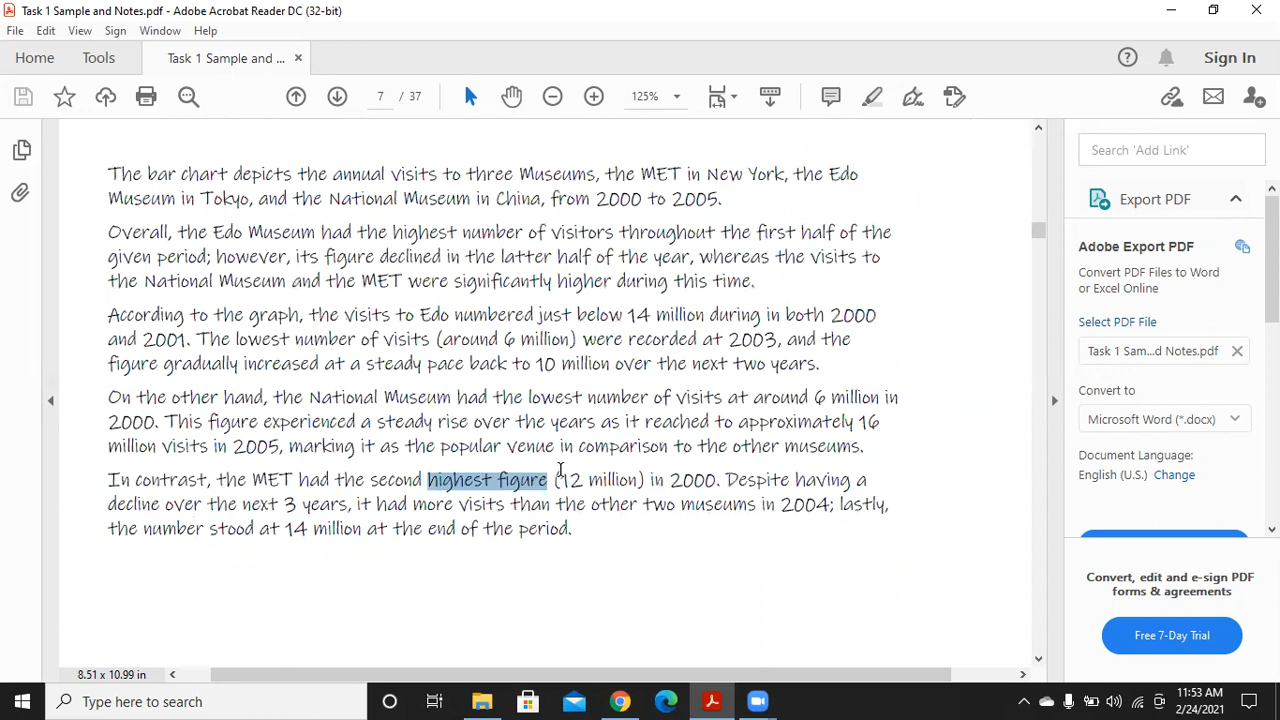 Task 1 Sample and Notes.pdf - Adobe Acrobat Reader DC (32-bit)
File Edit View Sign Window Help
Home Tools Task 1 Sample and ... Sign In
7 / 37 125%
Search 'Add Link'
The bar chart depicts the annual visits to three Museums, the MET in New York, the Edo
Museum in Tokyo, and the National Museum in China, from 2000 to 2005.
Overall, the Edo Museum had the highest number of visitors throughout the first half of the
given period; however, its figure declined in the latter half of the year, whereas the visits to
the National Museum and the MET were significantly higher during this time.
According to the graph, the visits to Edo numbered just below 14 million during in both 2000
and 2001. The lowest number of visits (around 6 million) were recorded at 2003, and the
figure gradually increased at a steady pace back to 10 million over the next two years.
On the other hand, the National Museum had the lowest number of visits at around 6 million in
2000. This figure experienced a steady rise over the years as it reached to approximately 16
million visits in 2005, marking it as the popular venue in comparison to the other museums.
In contrast, the MET had the second highest figure (12 million) in 2000. Despite having a
decline over the next 3 years, it had more visits than the other two museums in 2004; lastly,
the number stood at 14 million at the end of the period.
Export PDF
Adobe Export PDF
Convert PDF Files to Word
or Excel Online
Select PDF File
Task 1 Sam...d Notes.pdf
Convert to
Microsoft Word (*.docx)
Document Language:
English (U.S.) Change
Convert, edit and e-sign PDF
forms & agreements
Free 7-Day Trial
8.51 x 10.99 in
Type here to search
11:53 AM
2/24/2021